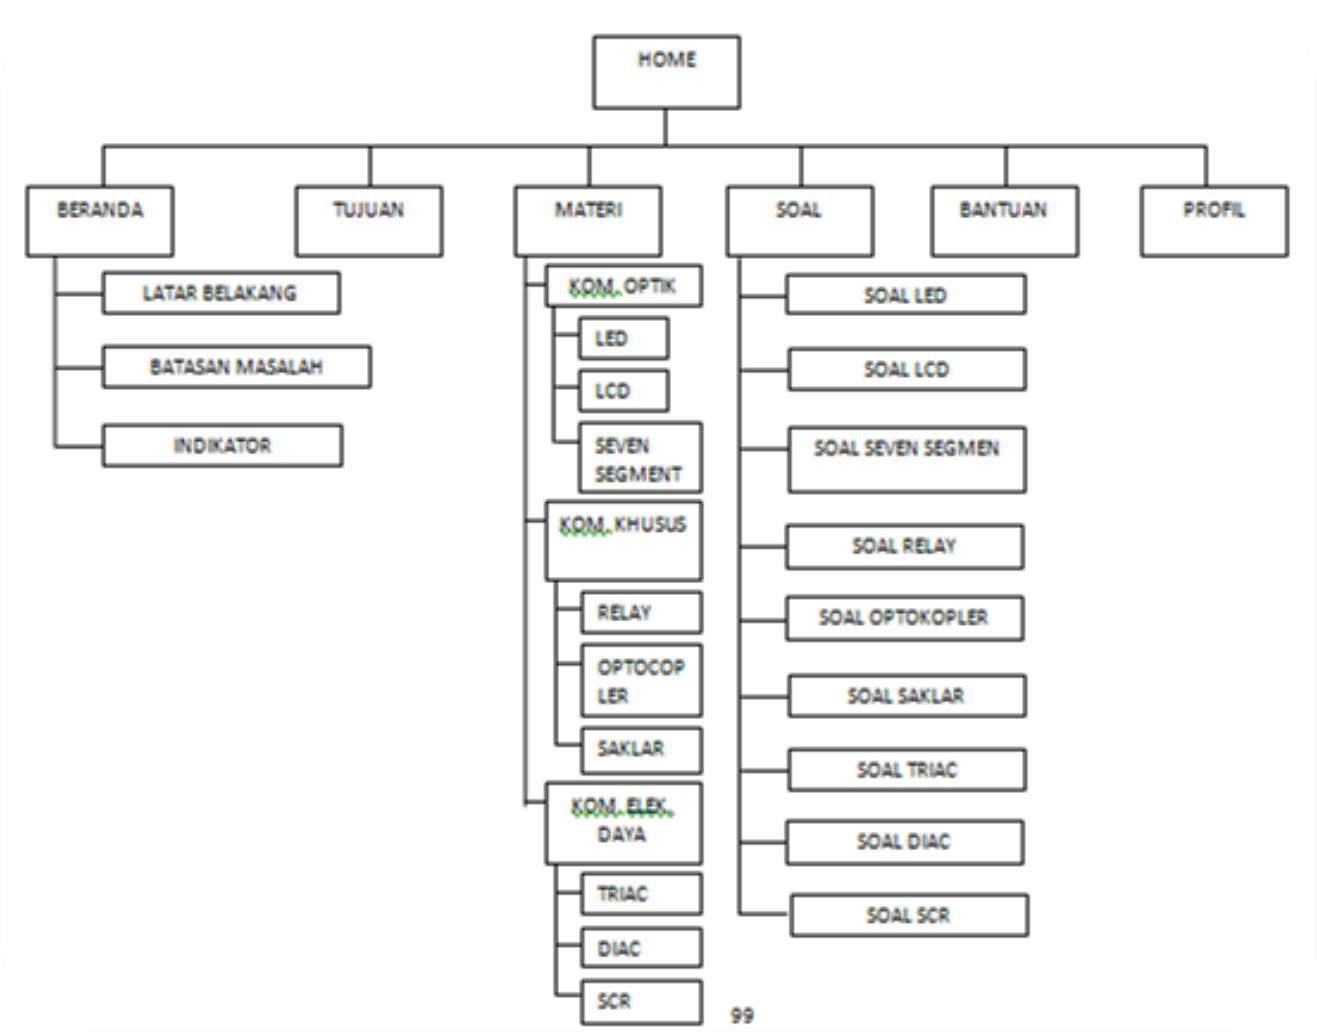 HOME
BERANDA
TUJUAN
MATERI
SOAL
BANTUAN
PROFIL
LATAR BELAKANG
BATASAN MASALAH
INDIKATOR
KOM. OPTIK
LED
LCD
SEVEN
SEGMENT
KOM. KHUSUS
RELAY
OPTOCOP
LER
SAKLAR
KOM. ELEK.
DAYA
TRIAC
DIAC
SCR
SOAL LED
SOAL LCD
SOAL SEVEN SEGMEN
SOAL RELAY
SOAL OPTOKOPLER
SOAL SAKLAR
SOAL TRIAC
SOAL DIAC
SOAL SCR
99